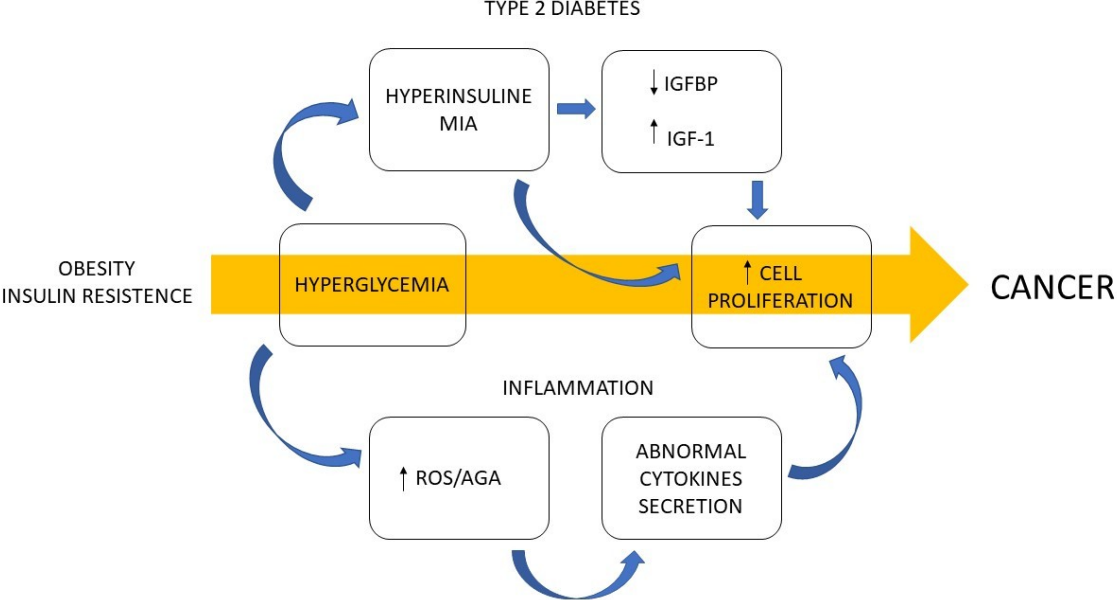 TYPE 2 DIABETES
HYPERINSULINE
MIA
↓ IGFBP
↑ IGF-1
OBESITY
INSULIN RESISTENCE
HYPERGLYCEMIA
↑ CELL
PROLIFERATION
CANCER
INFLAMMATION
↑ ROS/AGA
ABNORMAL
CYTOKINES
SECRETION